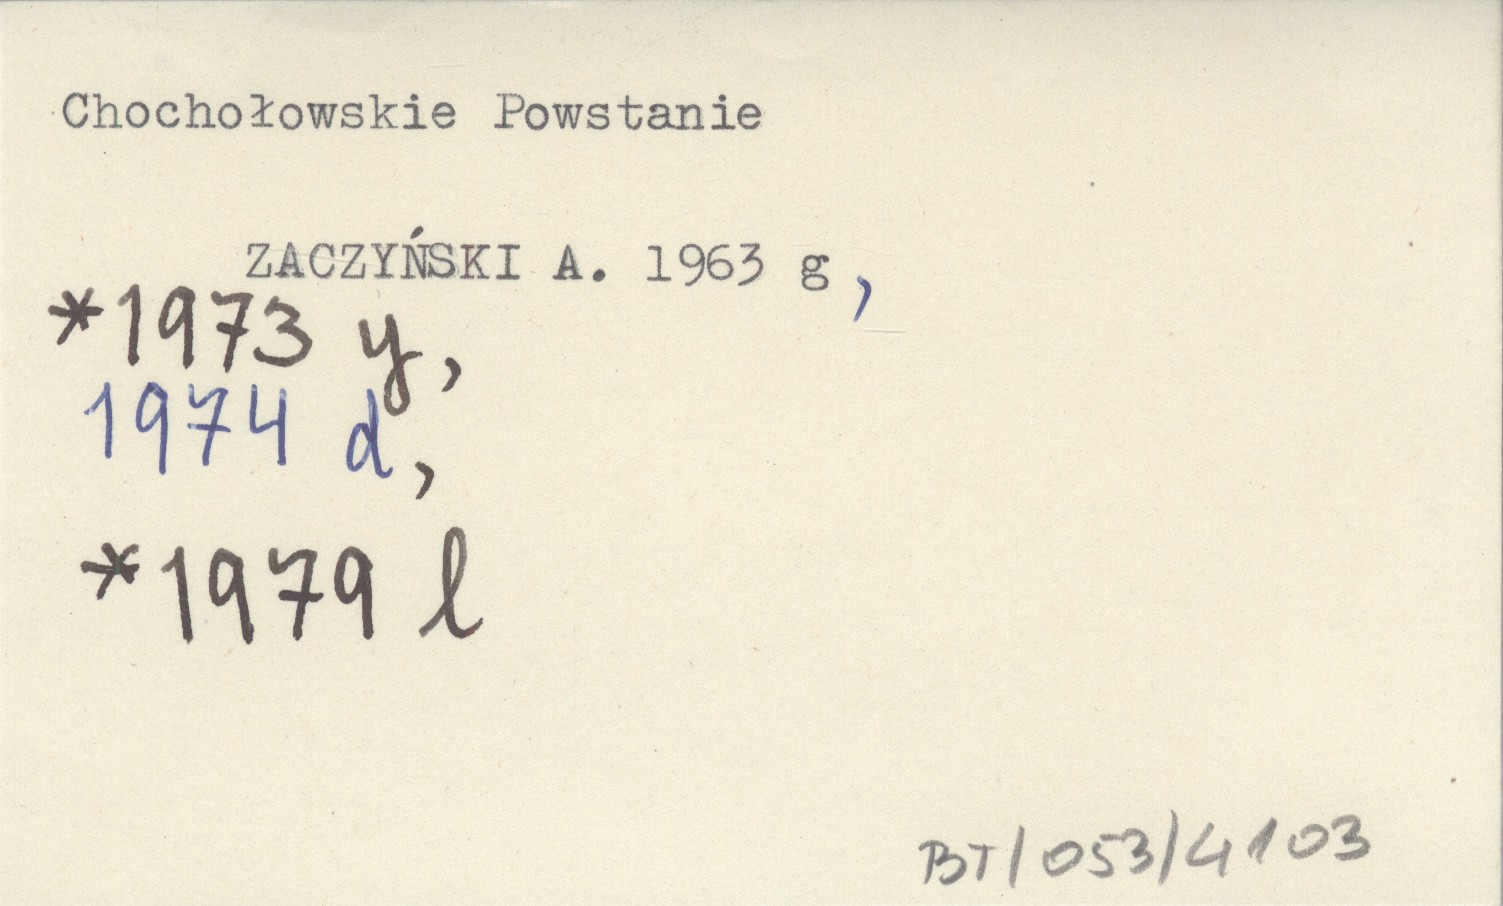 Chochołowskie Powstanie
ZACZYŃSKI A. 1963 g,
*1973 y,
1974 d,
*1979 l
BT/053/4103